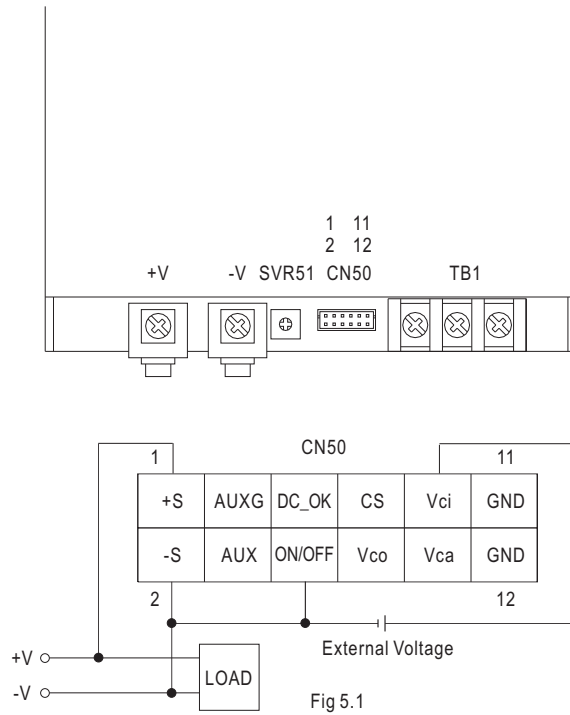 1 11
2 12
+V -V SVR51 CN50 TB1
CN50
1 11
+S AUXG DC_OK CS Vci GND
-S AUX ON/OFF Vco Vca GND
2 12
External Voltage
+V
LOAD
-V
Fig 5.1